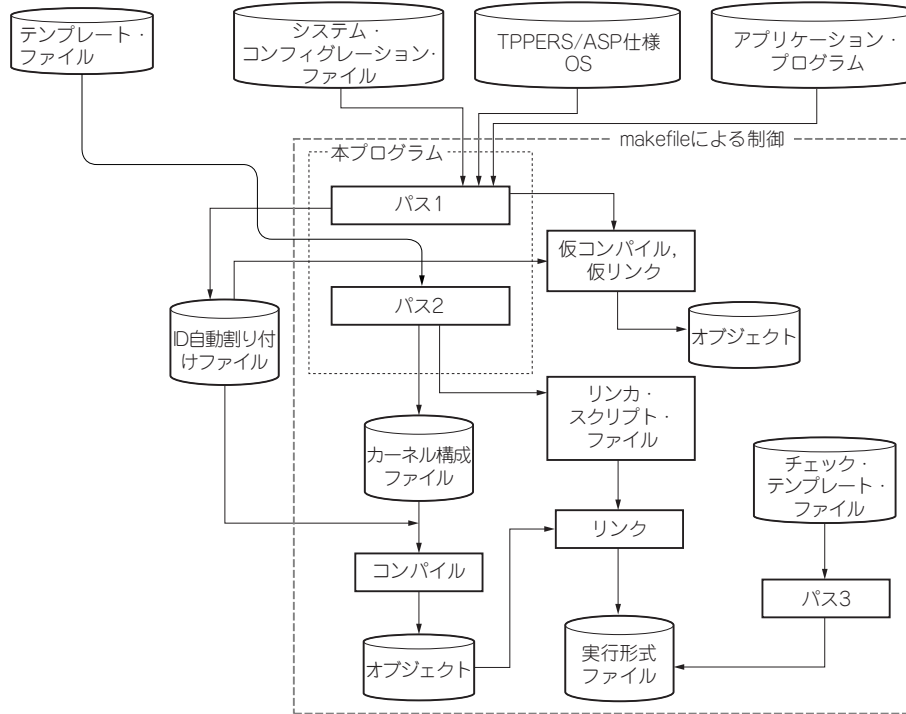 テンプレート・
ファイル
システム・
コンフィグレーション・
ファイル
TPPERS/ASP仕様
OS
アプリケーション・
プログラム
makefileによる制御
本プログラム
パス1
仮コンパイル,
仮リンク
パス2
ID自動割り付
けファイル
オブジェクト
リンカ・
スクリプト・
ファイル
カーネル構成
ファイル
チェック・
テンプレート・
ファイル
リンク
コンパイル
パス3
オブジェクト
実行形式
ファイル